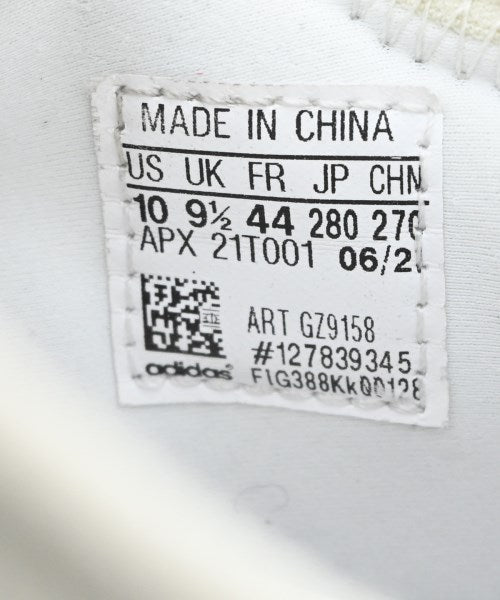 MADE IN CHINA
US UK FR JP CHN
10 9½ 44 280 270
APX 21T001 06/2
ART GZ9158
#127839345
adidas